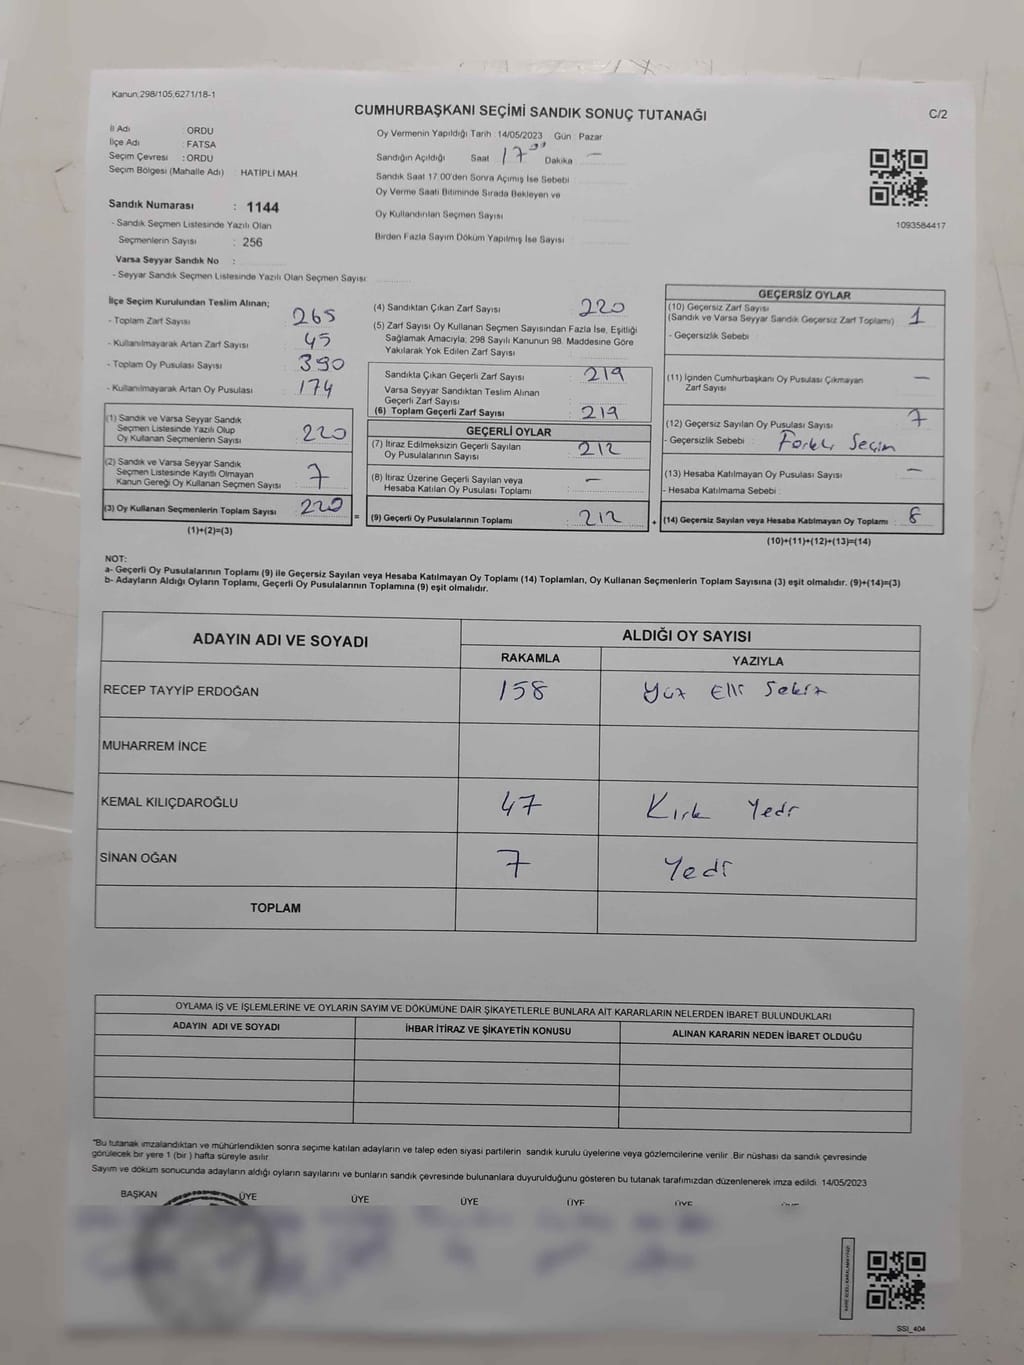 Kanun:298/105,6271/18-1
CUMHURBAŞKANI SEÇİMİ SANDIK SONUÇ TUTANAĞI
C/2
İl Adı : ORDU
İlçe Adı : FATSA
Seçim Çevresi : ORDU
Seçim Bölgesi (Mahalle Adı) HATİPLİ MAH
Sandık Numarası : 1144
- Sandık Seçmen Listesinde Yazılı Olan
Seçmenlerin Sayısı : 256
Varsa Seyyar Sandık No :
- Seyyar Sandık Seçmen Listesinde Yazılı Olan Seçmen Sayısı:
Oy Vermenin Yapıldığı Tarih 14/05/2023 Gün Pazar
Sandığın Açıldığı Saat 17 00 Dakika —
Sandık Saat 17.00'den Sonra Açımış İse Sebebi
Oy Verme Saati Bitiminde Sırada Bekleyen ve
Oy Kullandırılan Seçmen Sayısı
Birden Fazla Sayım Döküm Yapılmış İse Sayısı
1093584417
İlçe Seçim Kurulundan Teslim Alınan;
- Toplam Zarf Sayısı 265
- Kullanılmayarak Artan Zarf Sayısı 45
- Toplam Oy Pusulası Sayısı 390
- Kullanılmayarak Artan Oy Pusulası 174
(1) Sandık ve Varsa Seyyar Sandık
Seçmen Listesinde Yazılı Olup
Oy Kullanan Seçmenlerin Sayısı 220
(2) Sandık ve Varsa Seyyar Sandık
Seçmen Listesinde Kayıtlı Olmayan
Kanun Gereği Oy Kullanan Seçmen Sayısı 7
(3) Oy Kullanan Seçmenlerin Toplam Sayısı 220
(1)+(2)=(3)
=
(4) Sandıktan Çıkan Zarf Sayısı 220
(5) Zarf Sayısı Oy Kullanan Seçmen Sayısından Fazla İse, Eşitliği
Sağlamak Amacıyla; 298 Sayılı Kanunun 98. Maddesine Göre
Yakılarak Yok Edilen Zarf Sayısı
Sandıkta Çıkan Geçerli Zarf Sayısı : 219
Varsa Seyyar Sandıktan Teslim Alınan
Geçerli Zarf Sayısı
(6) Toplam Geçerli Zarf Sayısı : 219
GEÇERLİ OYLAR
(7) İtiraz Edilmeksizin Geçerli Sayılan
Oy Pusulalarının Sayısı : 212
(8) İtiraz Üzerine Geçerli Sayılan veya
Hesaba Katılan Oy Pusulası Toplamı : —
(9) Geçerli Oy Pusulalarının Toplamı : 212
+
GEÇERSİZ OYLAR
(10) Geçersiz Zarf Sayısı
(Sandık ve Varsa Seyyar Sandık Geçersiz Zarf Toplamı) 1
- Geçersizlik Sebebi :
(11) İçinden Cumhurbaşkanı Oy Pusulası Çıkmayan
Zarf Sayısı —
(12) Geçersiz Sayılan Oy Pusulası Sayısı 7
- Geçersizlik Sebebi : Farklı Seçim
(13) Hesaba Katılmayan Oy Pusulası Sayısı —
- Hesaba Katılmama Sebebi :
(14) Geçersiz Sayılan veya Hesaba Katılmayan Oy Toplamı : 8
(10)+(11)+(12)+(13)=(14)
NOT:
a- Geçerli Oy Pusulalarının Toplamı (9) ile Geçersiz Sayılan veya Hesaba Katılmayan Oy Toplamı (14) Toplamları, Oy Kullanan Seçmenlerin Toplam Sayısına (3) eşit olmalıdır. (9)+(14)=(3)
b- Adayların Aldığı Oyların Toplamı, Geçerli Oy Pusulalarının Toplamına (9) eşit olmalıdır.
ADAYIN ADI VE SOYADI
ALDIĞI OY SAYISI
RAKAMLA YAZIYLA
RECEP TAYYİP ERDOĞAN 158 Yüz Elli Sekiz
MUHARREM İNCE
KEMAL KILIÇDAROĞLU 47 Kırk Yedi
SİNAN OĞAN 7 Yedi
TOPLAM
OYLAMA İŞ VE İŞLEMLERİNE VE OYLARIN SAYIM VE DÖKÜMÜNE DAİR ŞİKAYETLERLE BUNLARA AİT KARARLARIN NELERDEN İBARET BULUNDUKLARI
ADAYIN ADI VE SOYADI İHBAR İTİRAZ VE ŞİKAYETİN KONUSU ALINAN KARARIN NEDEN İBARET OLDUĞU
*Bu tutanak imzalandıktan ve mühürlendikten sonra seçime katılan adayların ve talep eden siyasi partilerin sandık kurulu üyelerine veya gözlemcilerine verilir. Bir nüshası da sandık çevresinde
görülecek bir yere 1 (bir ) hafta süreyle asılır.
Sayım ve döküm sonucunda adayların aldığı oyların sayılarını ve bunların sandık çevresinde bulunanlara duyurulduğunu gösteren bu tutanak tarafımızdan düzenlenerek imza edildi. 14/05/2023
BAŞKAN ÜYE ÜYE ÜYE ÜYE ÜYE
SSI_404